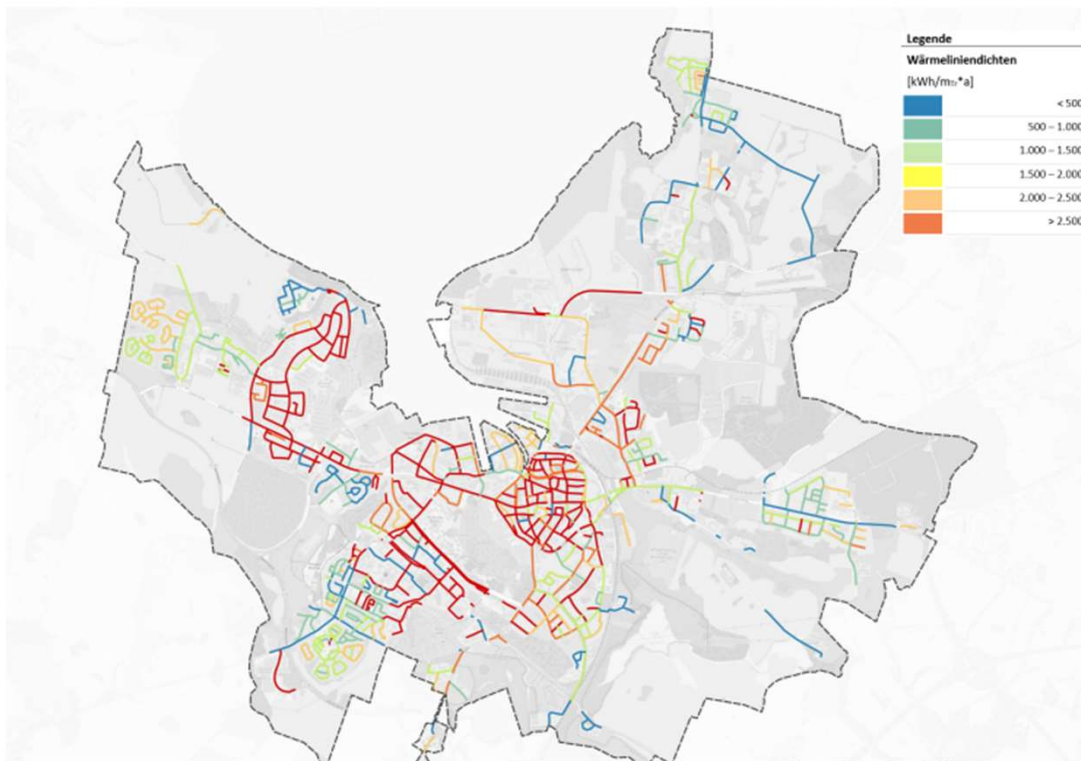 Legende
Wärmeliniendichten
[kWh/mTr*a]
< 500
500 – 1.000
1.000 – 1.500
1.500 – 2.000
2.000 – 2.500
> 2.500